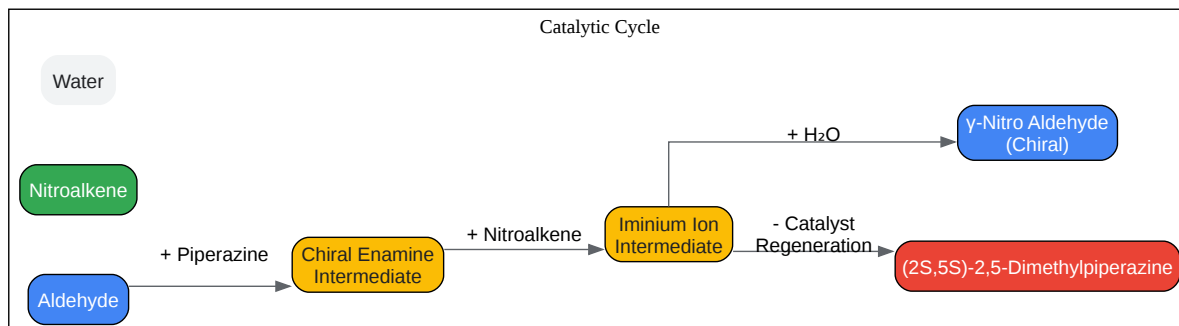 Catalytic Cycle
Water
γ-Nitro Aldehyde
(Chiral)
+ H₂O
Nitroalkene
+ Nitroalkene
Iminium Ion
Intermediate
- Catalyst
Regeneration
+ Piperazine
Chiral Enamine
Intermediate
(2S,5S)-2,5-Dimethylpiperazine
Aldehyde